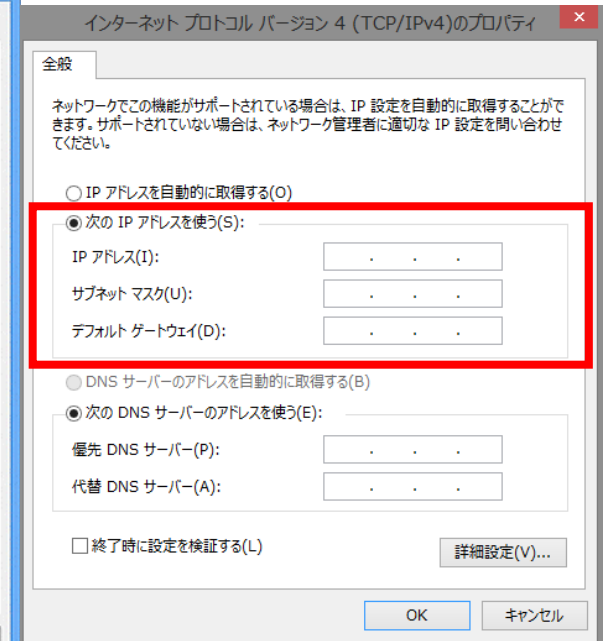 インターネット プロトコル バージョン 4 (TCP/IPv4)のプロパティ
全般
ネットワークでこの機能がサポートされている場合は、IP 設定を自動的に取得することがで
きます。サポートされていない場合は、ネットワーク管理者に適切な IP 設定を問い合わせ
てください。
IP アドレスを自動的に取得する(O)
次の IP アドレスを使う(S):
IP アドレス(I):
サブネット マスク(U):
デフォルト ゲートウェイ(D):
DNS サーバーのアドレスを自動的に取得する(B)
次の DNS サーバーのアドレスを使う(E):
優先 DNS サーバー(P):
代替 DNS サーバー(A):
終了時に設定を検証する(L)
詳細設定(V)...
OK キャンセル